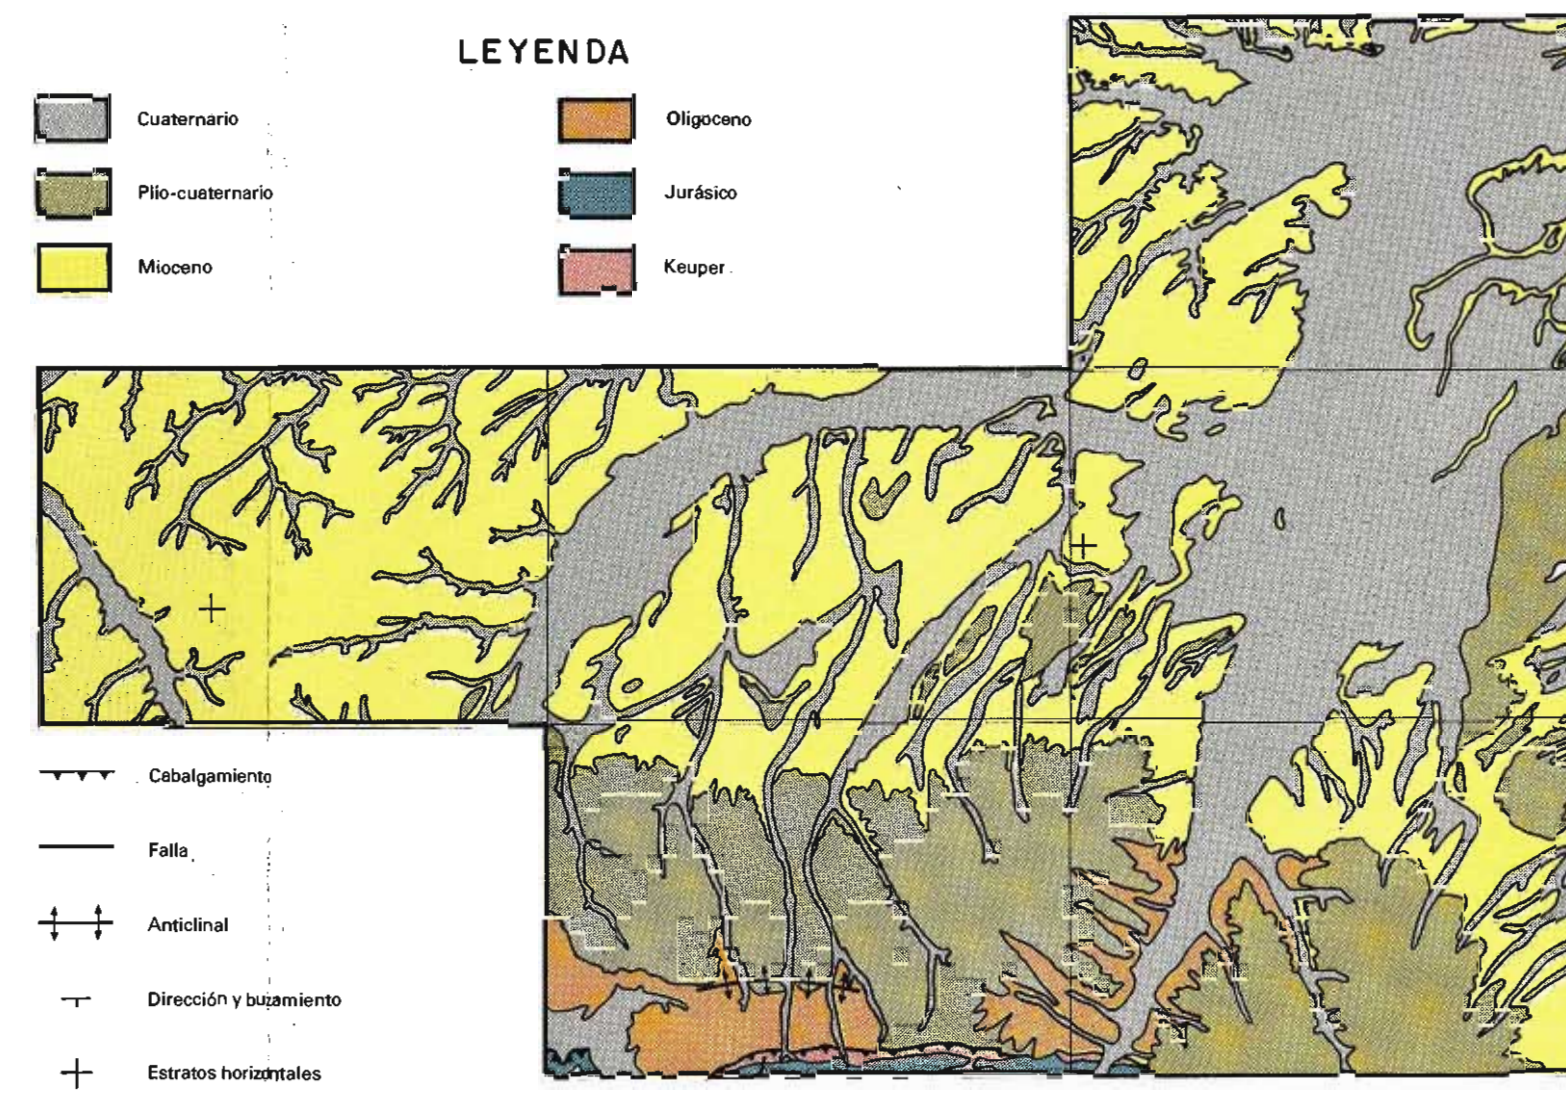 LEYENDA
Cuaternario
Plio-cuaternario
Mioceno
Oligoceno
Jurásico
Keuper
Cabalgamiento
Falla
Anticlinal
Dirección y buzamiento
Estratos horizontales